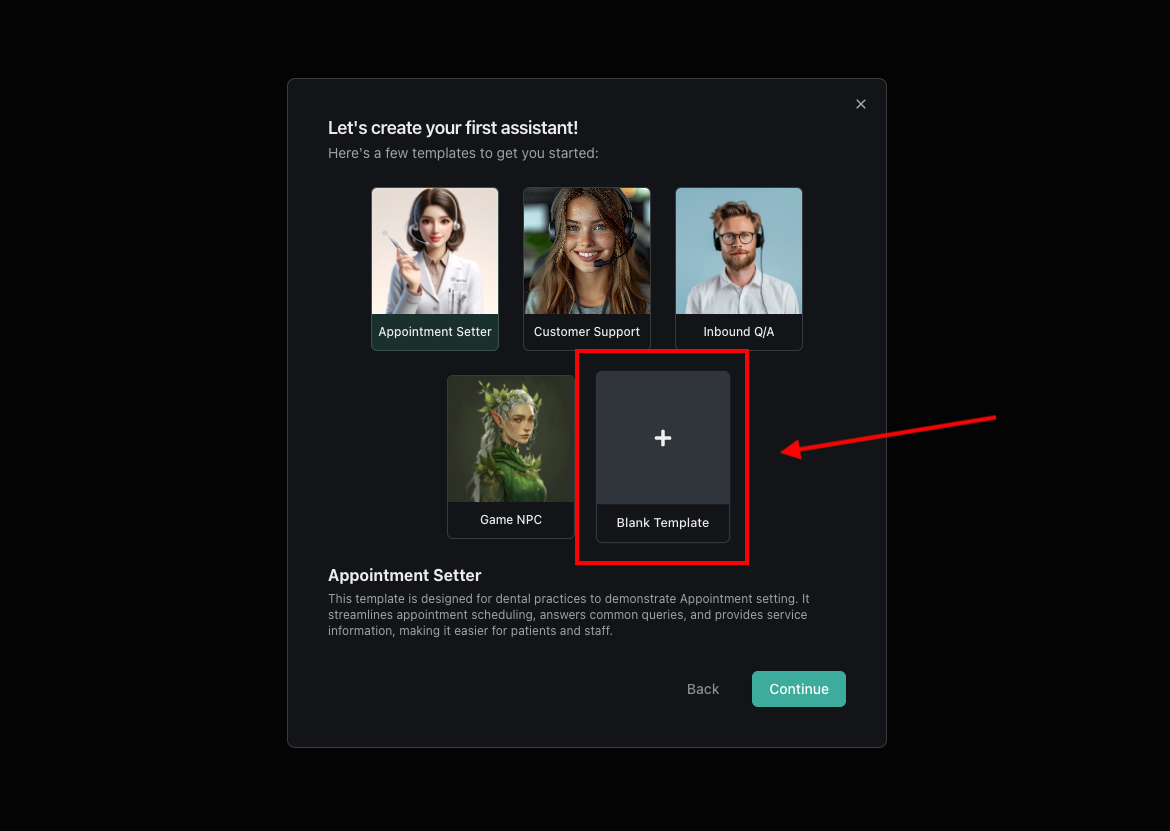 Let's create your first assistant!
Here's a few templates to get you started:
Appointment Setter
Customer Support
Inbound Q/A
Game NPC
Blank Template
Appointment Setter
This template is designed for dental practices to demonstrate Appointment setting. It
streamlines appointment scheduling, answers common queries, and provides service
information, making it easier for patients and staff.
Back
Continue